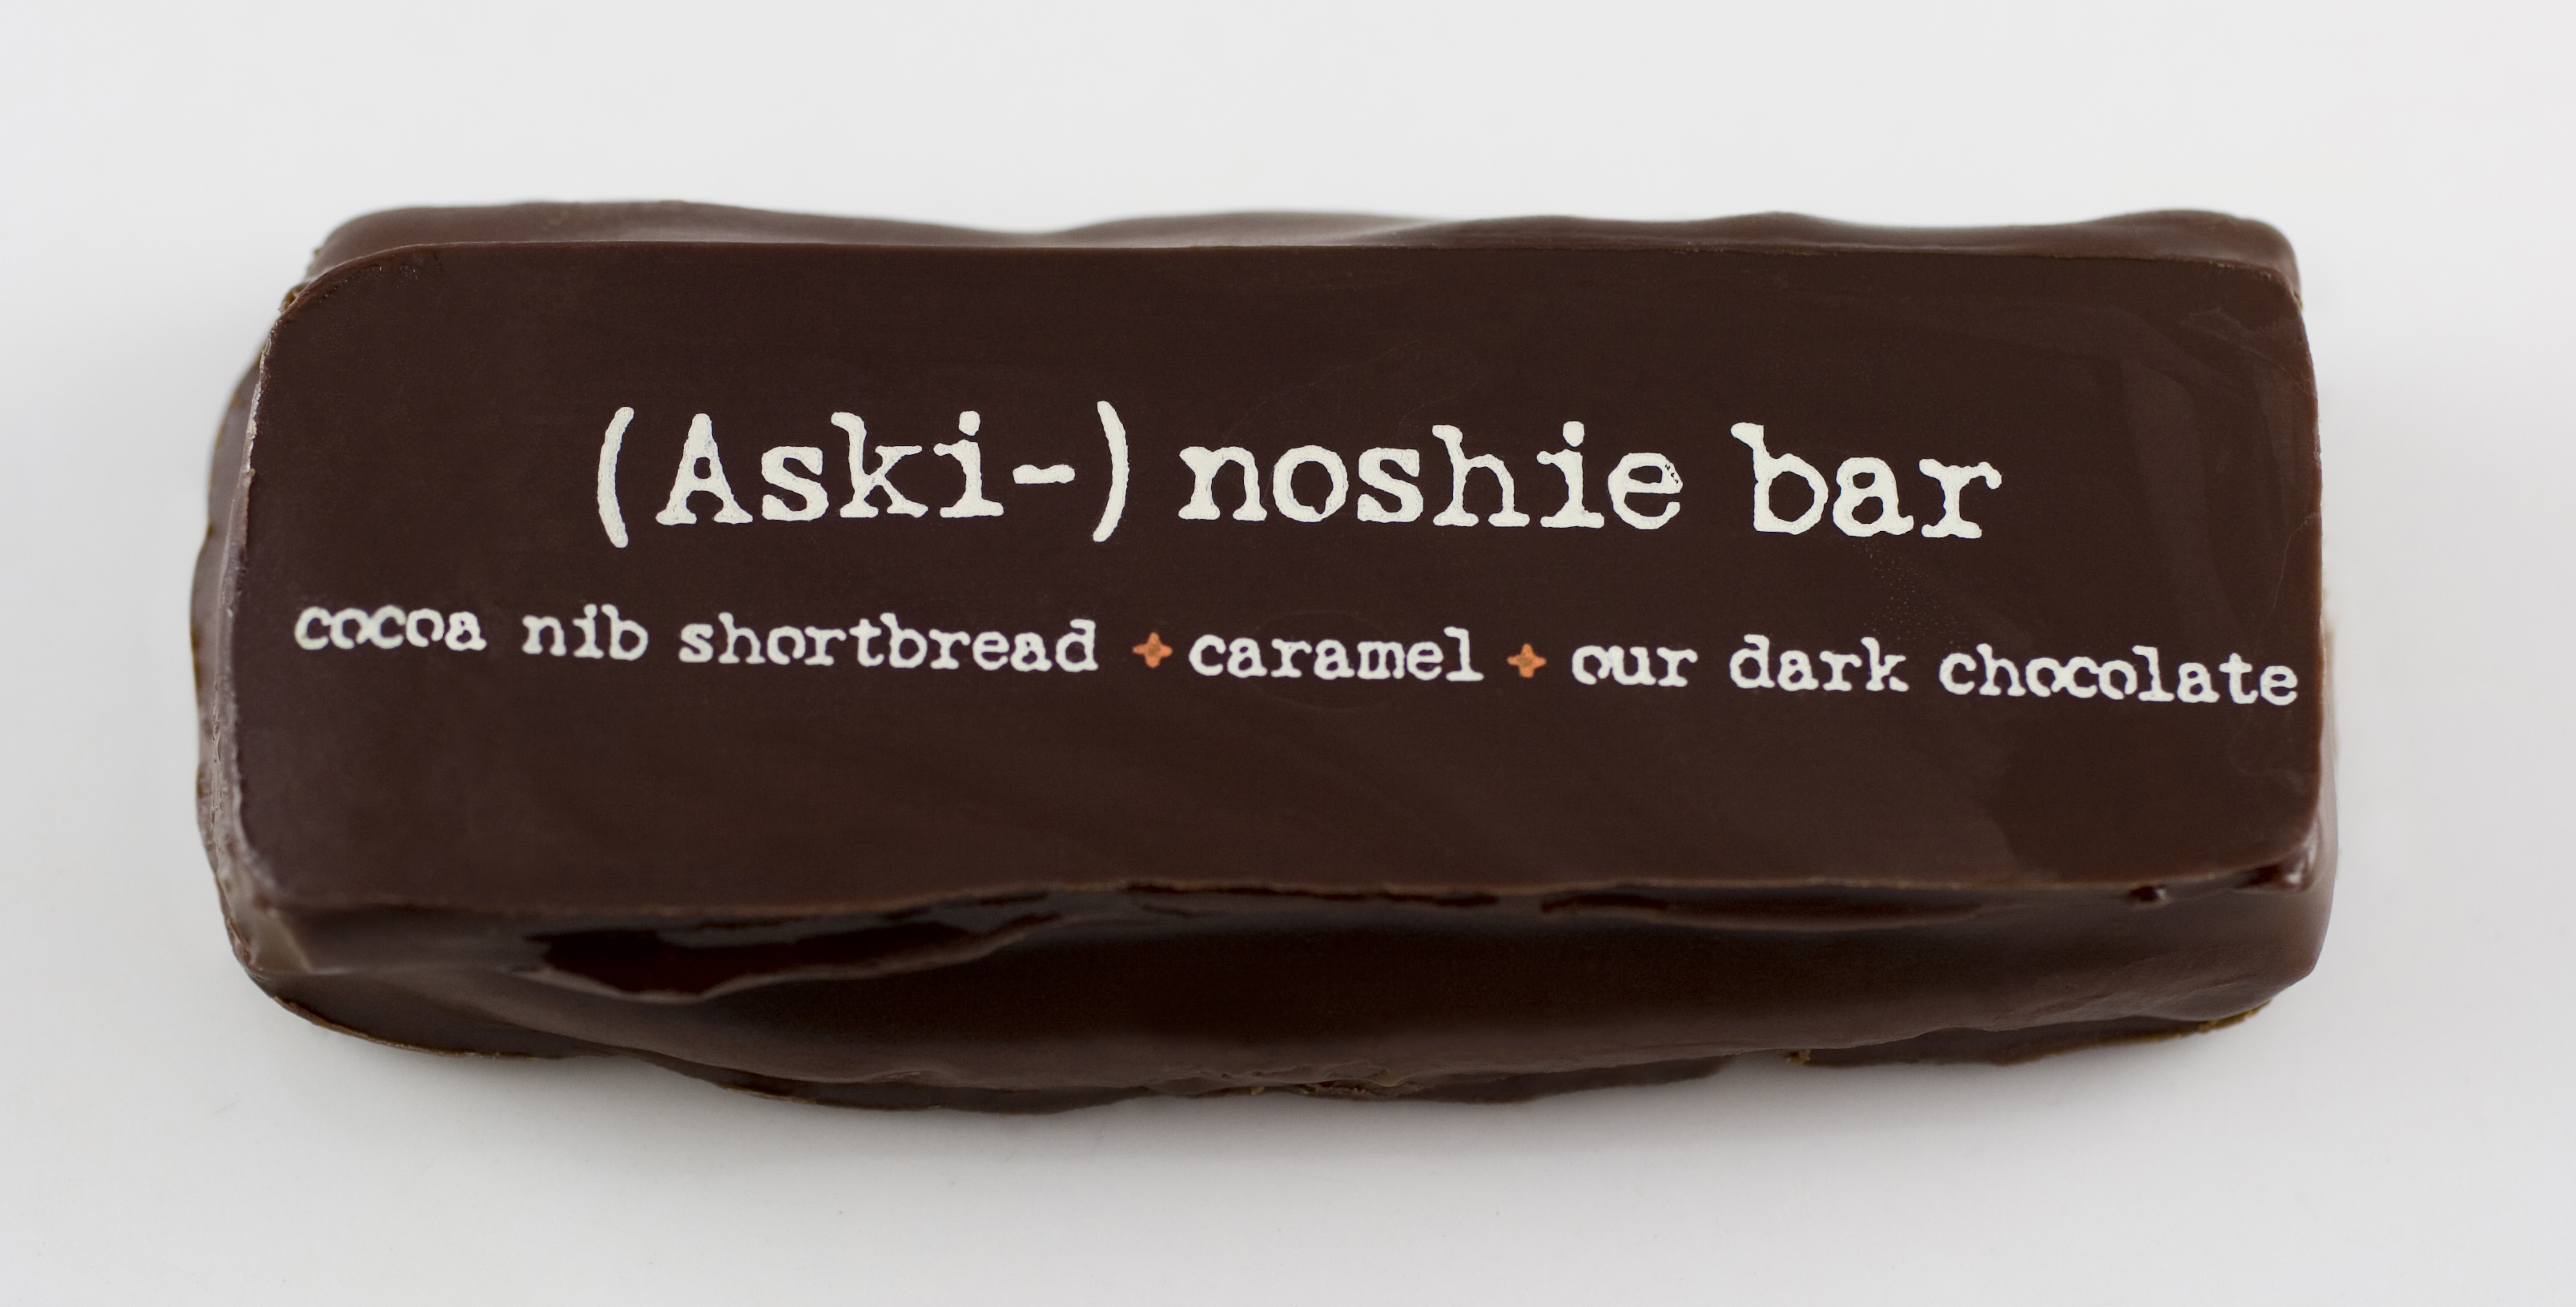 (Aski-) noshie bar
cocoa nib shortbread + caramel + our dark chocolate